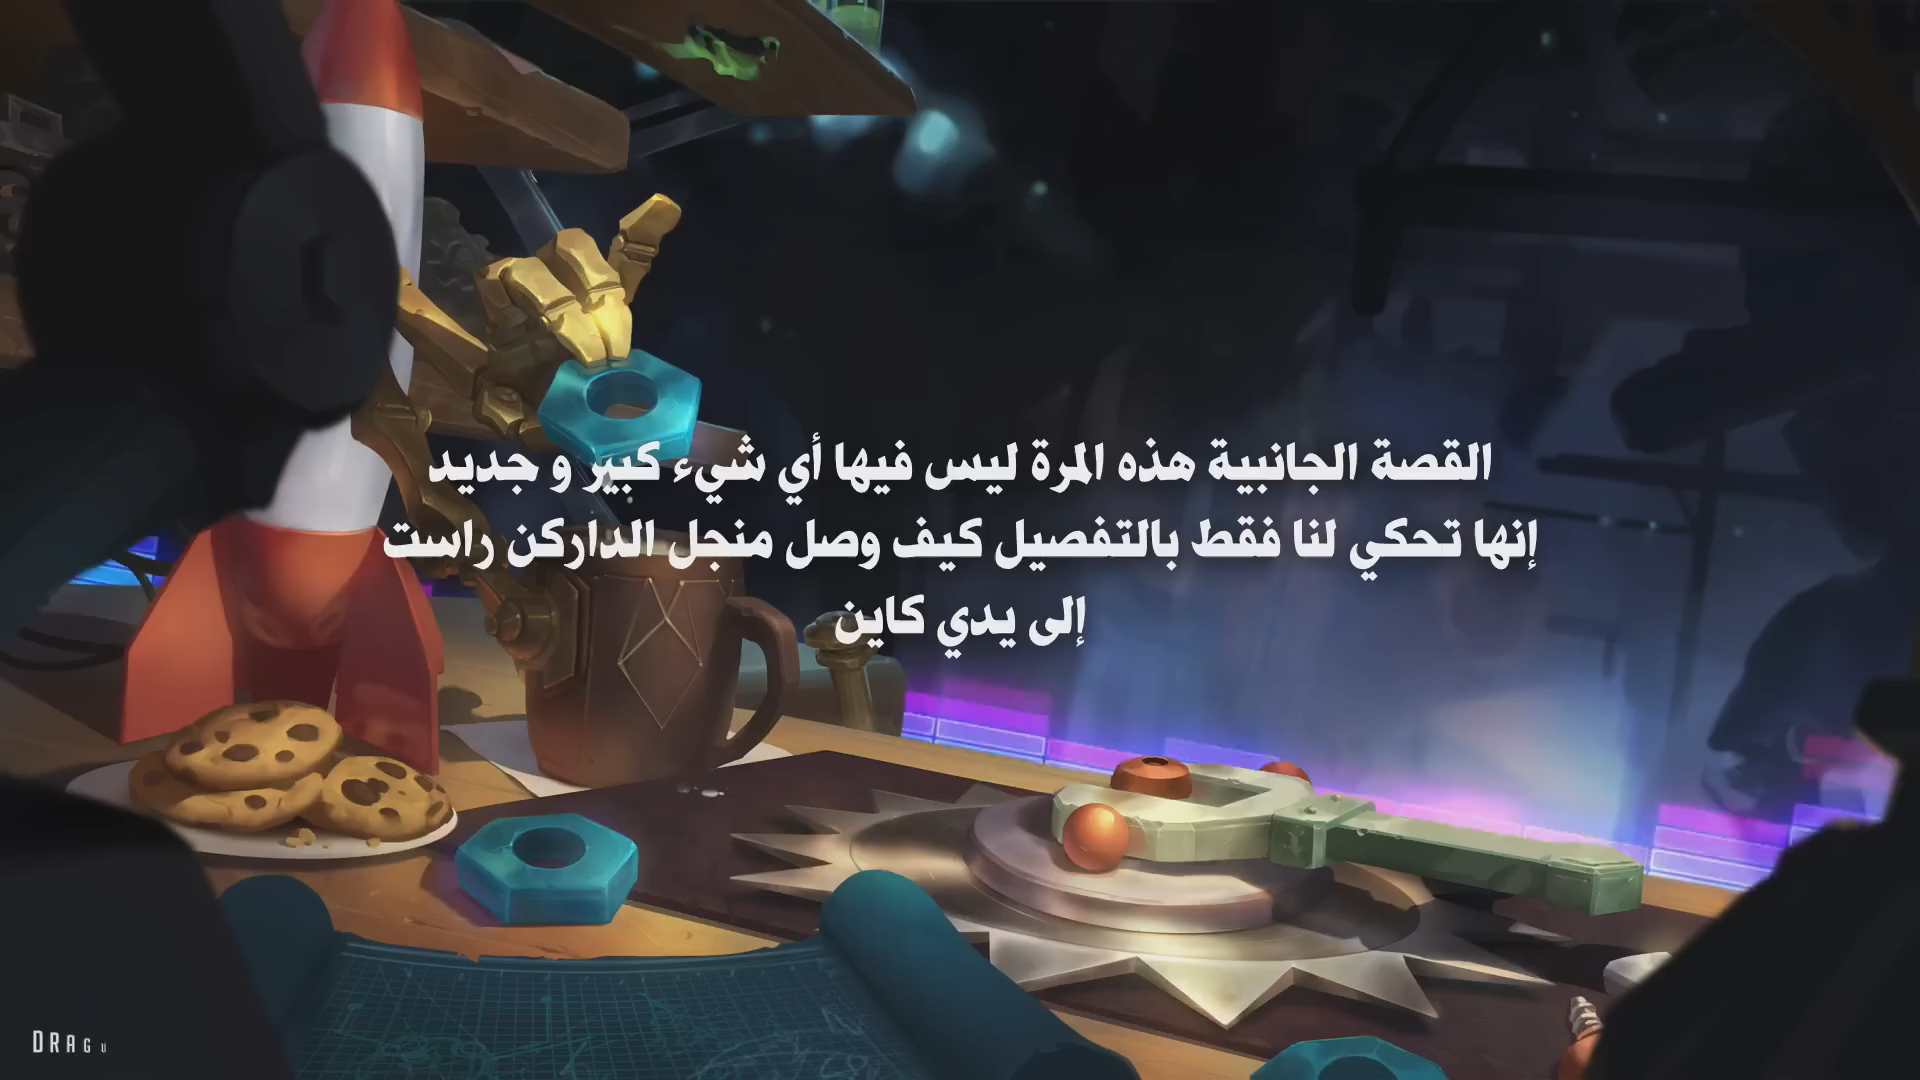 القصة الجانبية هذه المرة ليس فيها أي شيء كبير و جديد
إنها تحكي لنا فقط بالتفصيل كيف وصل منجل الداركن راست
إلى يدي كاين
DRAGU